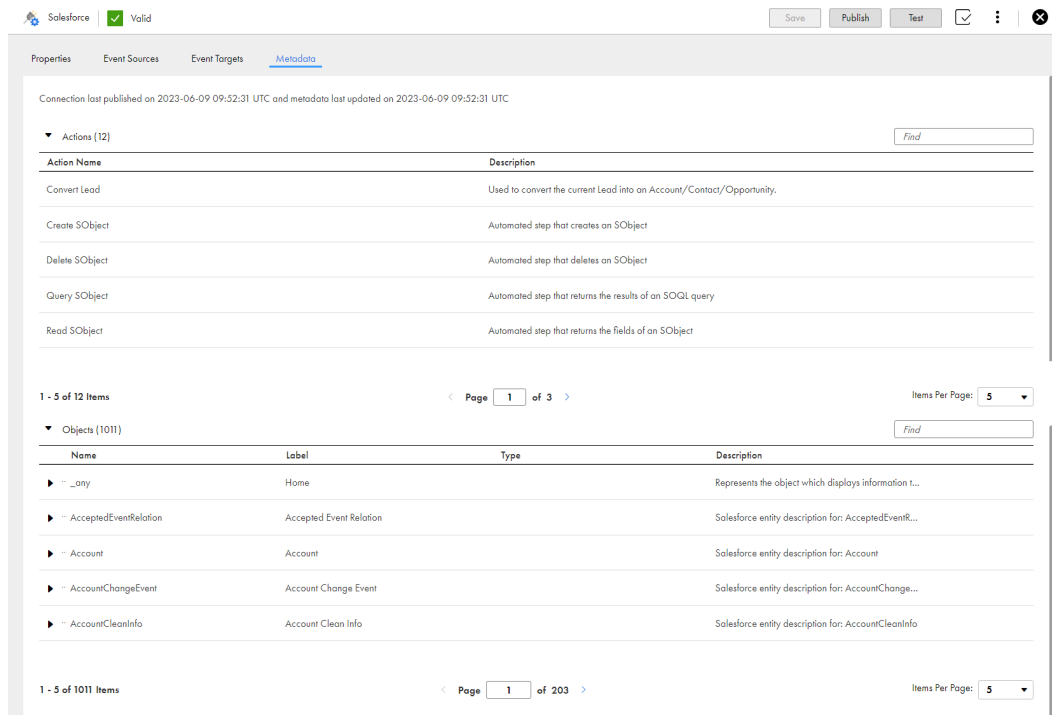 Salesforce Valid Save Publish Test
Properties Event Sources Event Targets Metadata
Connection last published on 2023-06-09 09:52:31 UTC and metadata last updated on 2023-06-09 09:52:31 UTC
Actions (12) Find
Action Name Description
Convert Lead Used to convert the current Lead into an Account/Contact/Opportunity.
Create SObject Automated step that creates an SObject
Delete SObject Automated step that deletes an SObject
Query SObject Automated step that returns the results of an SOQL query
Read SObject Automated step that returns the fields of an SObject
1 - 5 of 12 Items < Page 1 of 3 > Items Per Page: 5
Objects (1011) Find
Name Label Type Description
_any Home Represents the object which displays information t...
AcceptedEventRelation Accepted Event Relation Salesforce entity description for: AcceptedEventR...
Account Account Salesforce entity description for: Account
AccountChangeEvent Account Change Event Salesforce entity description for: AccountChange...
AccountCleanInfo Account Clean Info Salesforce entity description for: AccountCleanInfo
1 - 5 of 1011 Items < Page 1 of 203 > Items Per Page: 5